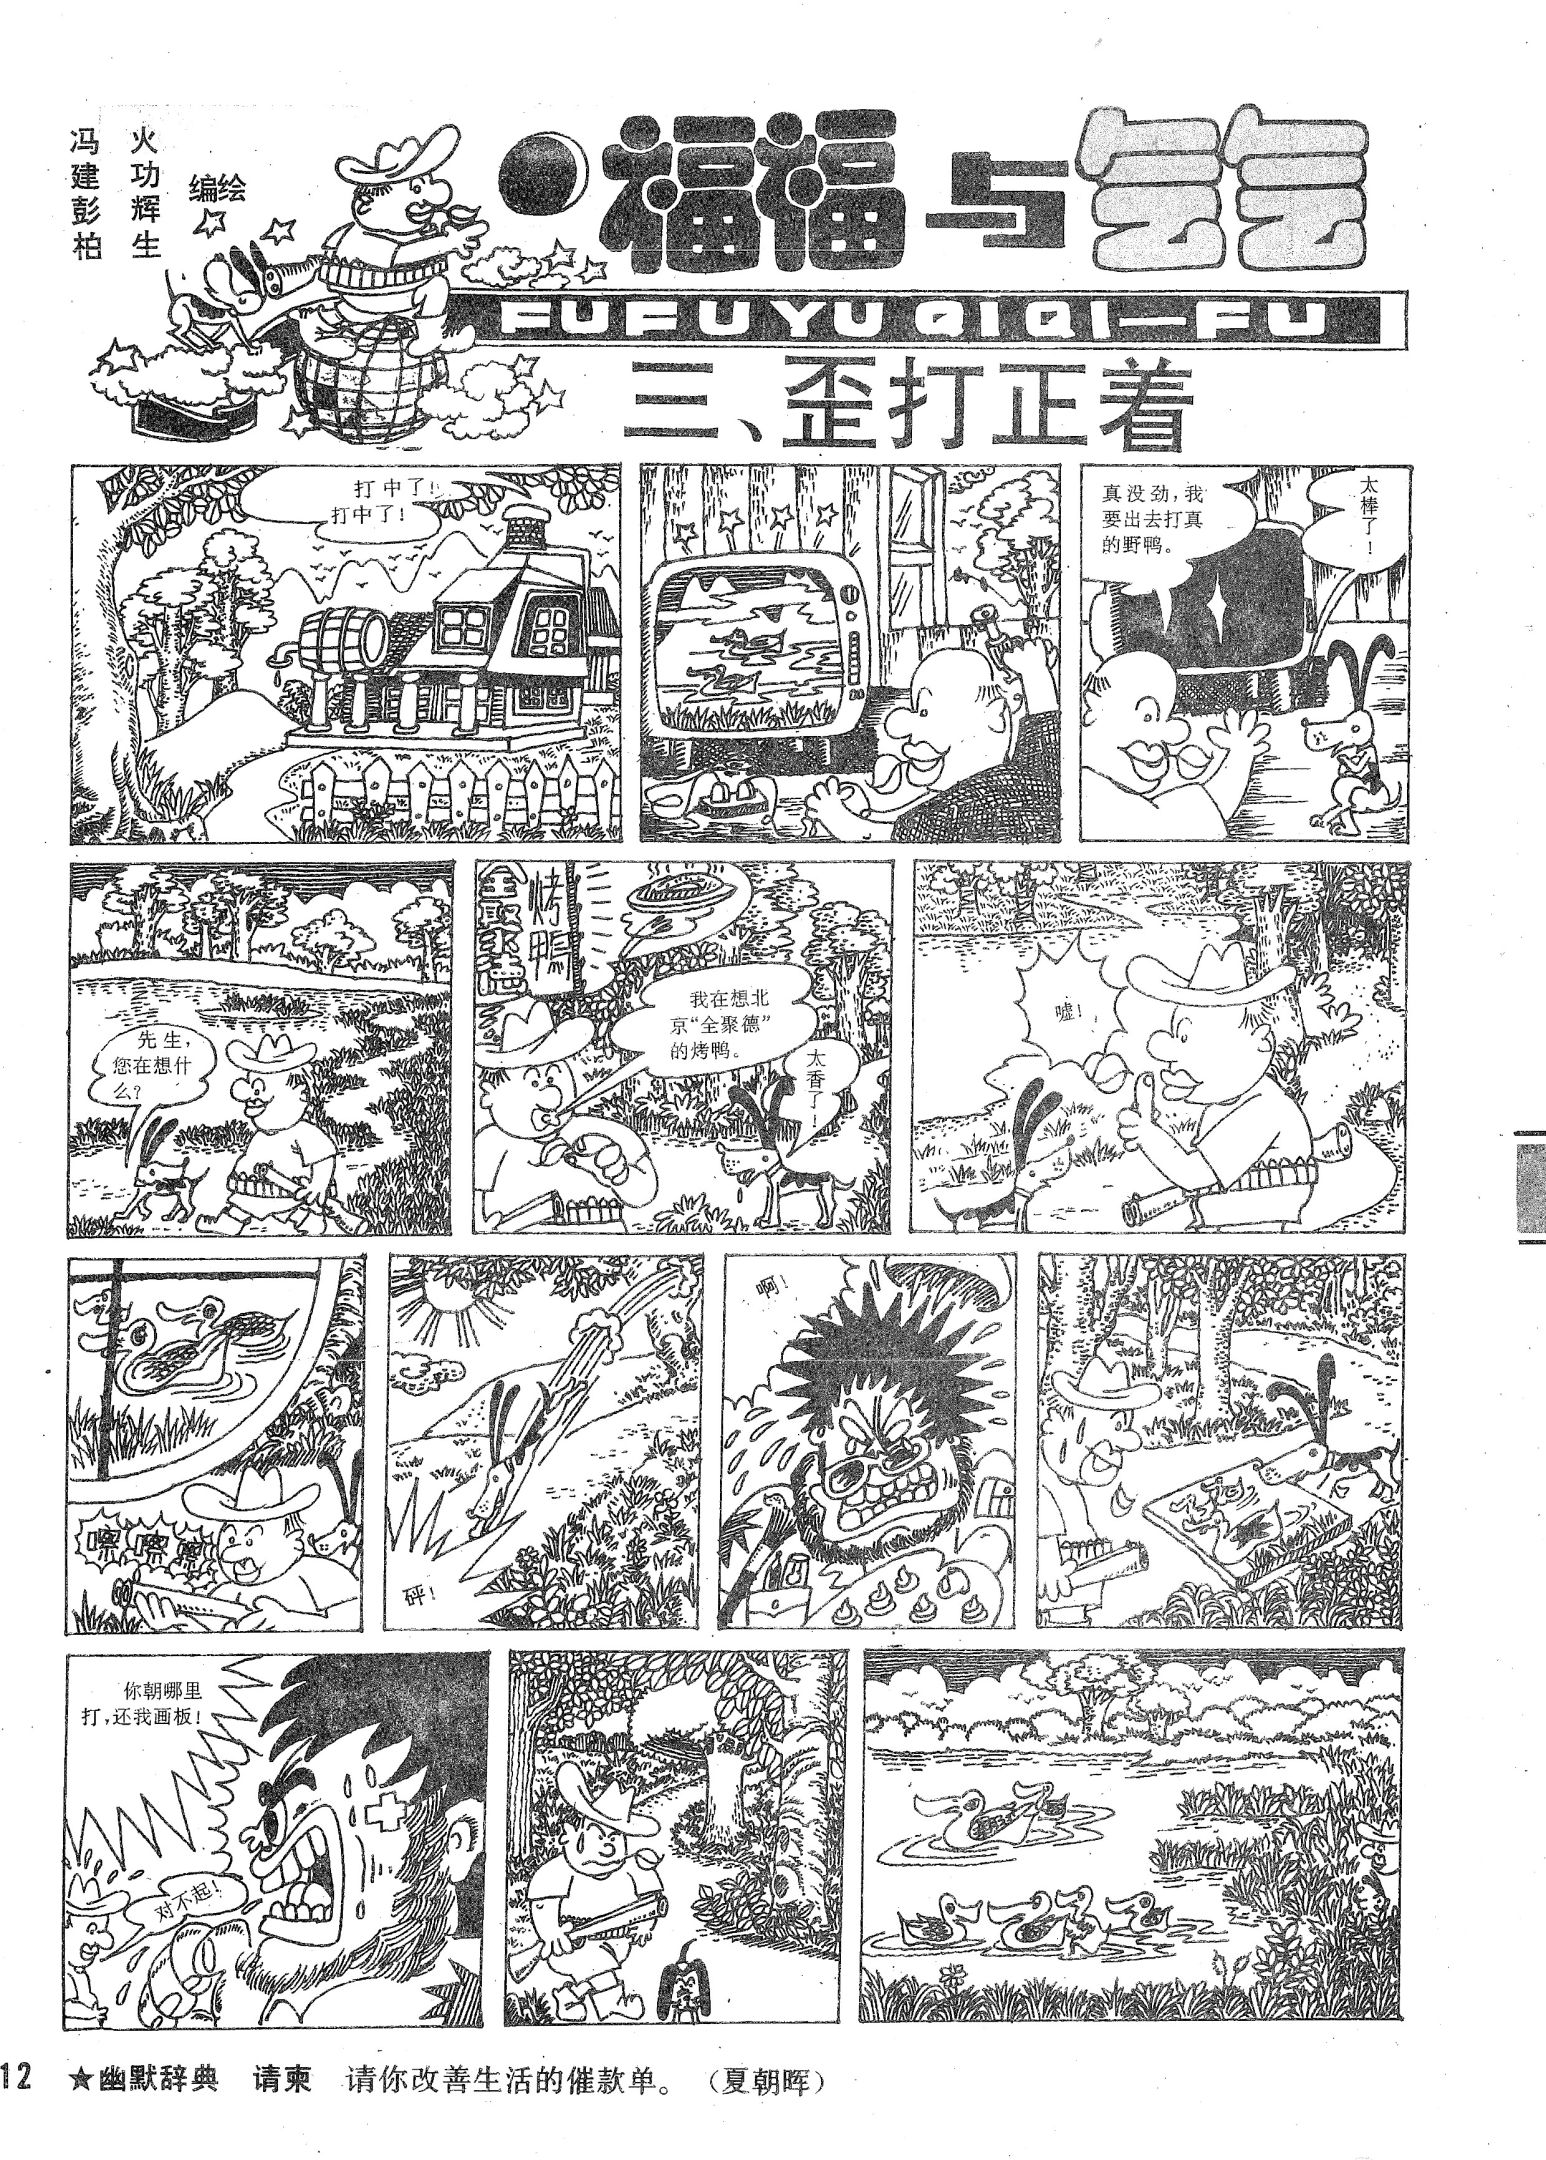 冯火
建功
彭辉
柏生
编绘
福福与气气
FUFU YU QIQI—FU
三、歪打正着
打中了!
打中了!
真没劲,我
要出去打真
的野鸭。
太棒了!
先生,
您在想什
么?
全聚德
烤鴨
我在想北
京“全聚德”
的烤鸭。
太香了!
嘘!
嚓嚓嚓
砰!
啊!
你朝哪里
打,还我画板!
对不起!
12 ★幽默辞典 请柬 请你改善生活的催款单。(夏朝晖)